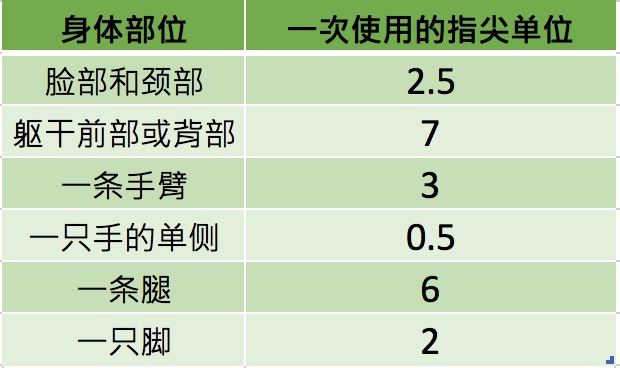 身体部位 一次使用的指尖单位
脸部和颈部 2.5
躯干前部或背部 7
一条手臂 3
一只手的单侧 0.5
一条腿 6
一只脚 2